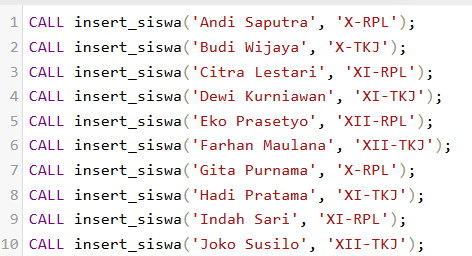 1 CALL insert_siswa('Andi Saputra', 'X-RPL');
2 CALL insert_siswa('Budi Wijaya', 'X-TKJ');
3 CALL insert_siswa('Citra Lestari', 'XI-RPL');
4 CALL insert_siswa('Dewi Kurniawan', 'XI-TKJ');
5 CALL insert_siswa('Eko Prasetyo', 'XII-RPL');
6 CALL insert_siswa('Farhan Maulana', 'XII-TKJ');
7 CALL insert_siswa('Gita Purnama', 'X-RPL');
8 CALL insert_siswa('Hadi Pratama', 'XI-TKJ');
9 CALL insert_siswa('Indah Sari', 'XI-RPL');
10 CALL insert_siswa('Joko Susilo', 'XII-TKJ');